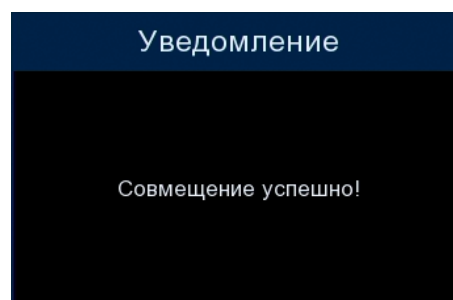 Уведомление
Совмещение успешно!